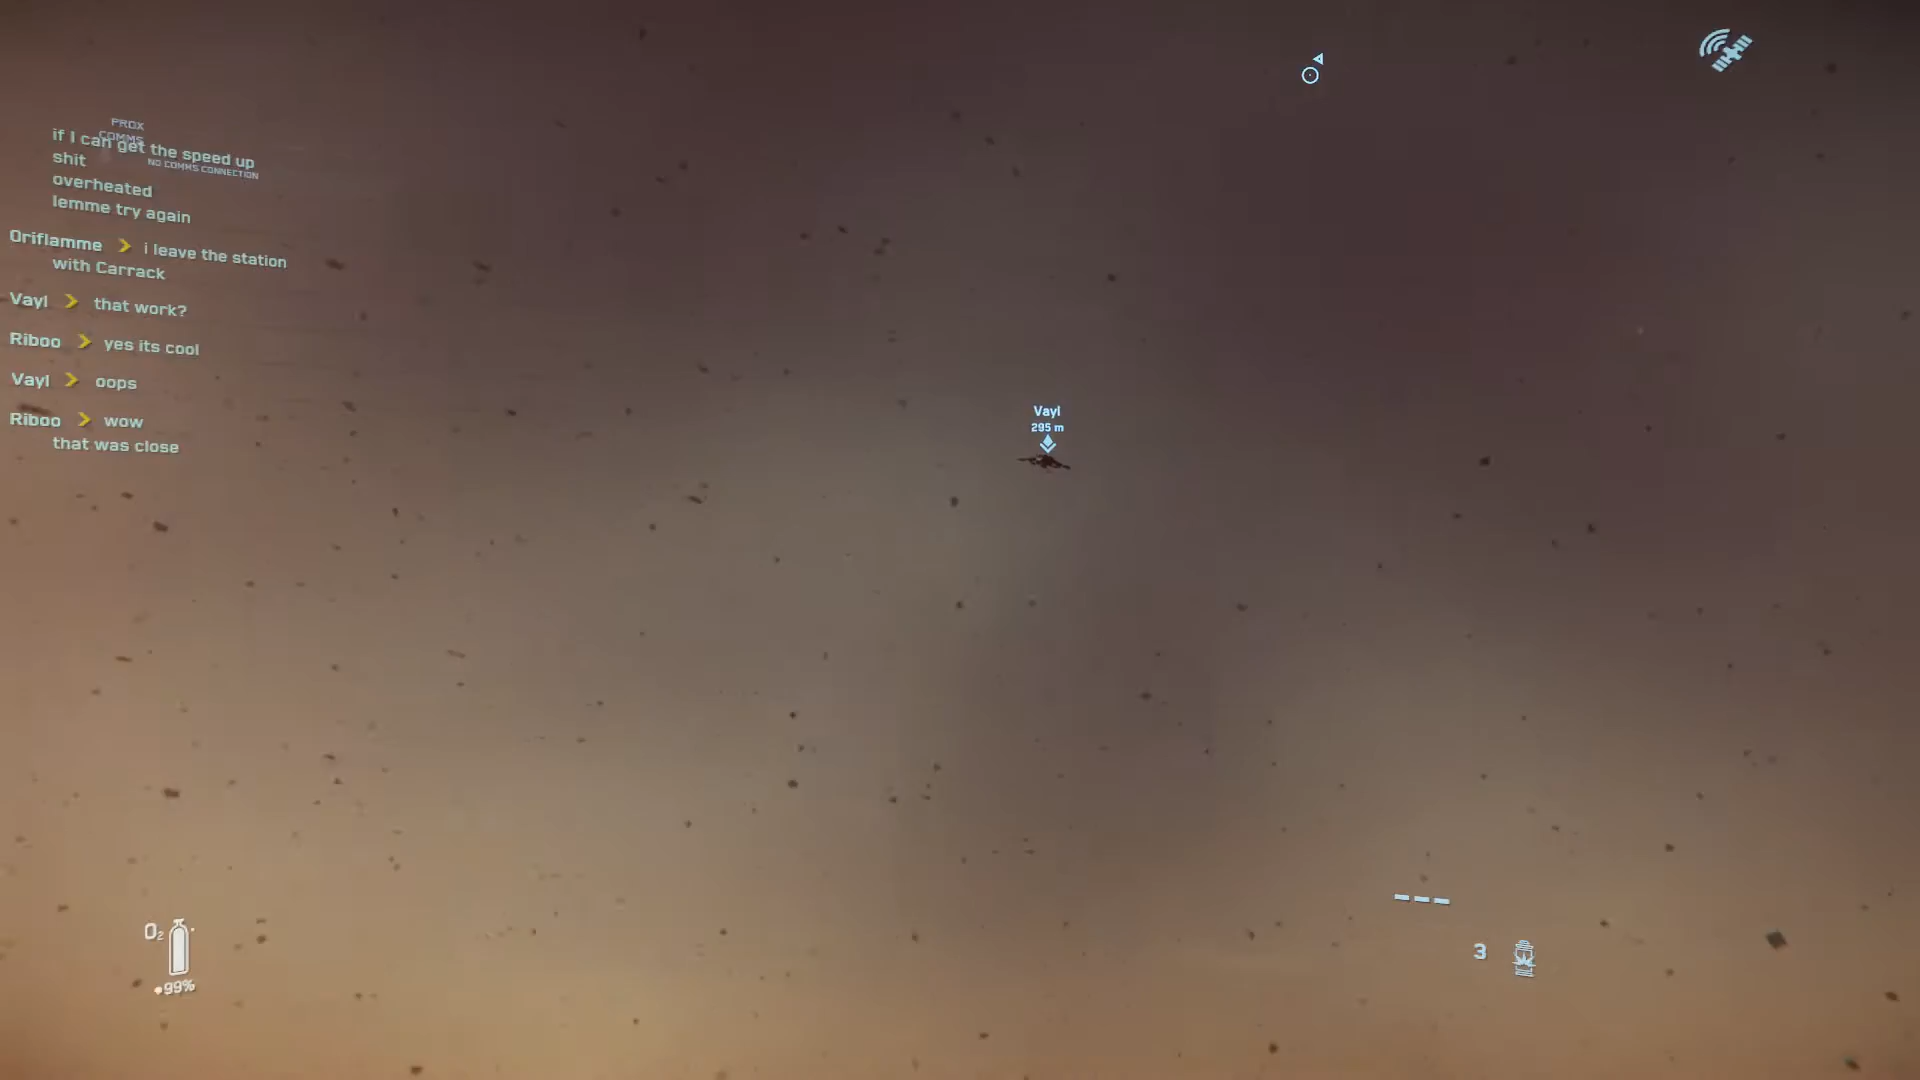 PROX
COMMS
NO COMMS CONNECTION
if I can get the speed up
shit
overheated
lemme try again
Oriflamme > i leave the station
with Carrack
Vayl > that work?
Riboo > yes its cool
Vayl > oops
Riboo > wow
that was close
Vayl
295 m
O₂
99%
3